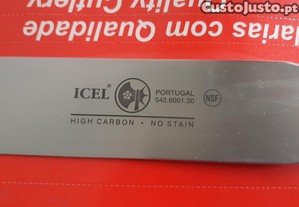 Custojusto.pt
larias com Qualidade
Quality Cutlery
ICEL
PORTUGAL
542.6001.30
NSF
HIGH CARBON • NO STAIN